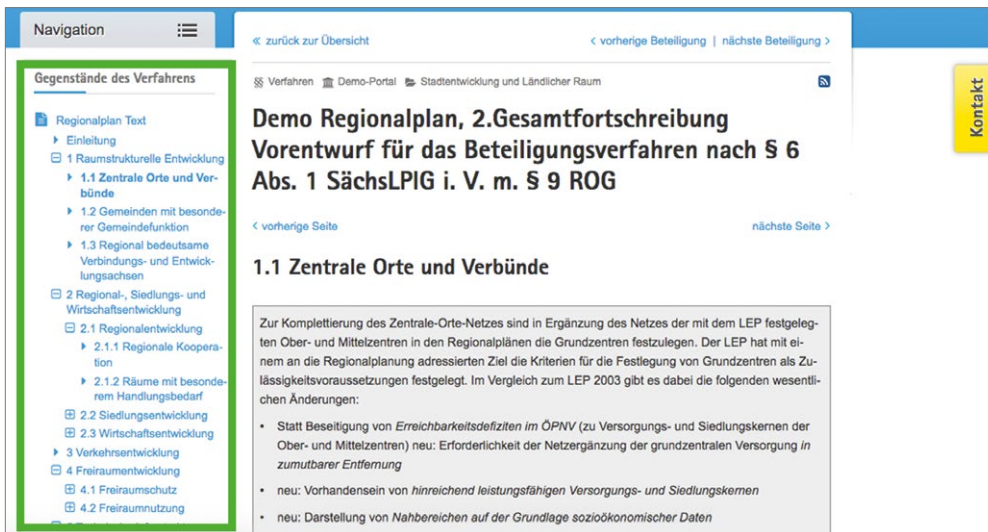 Navigation
Gegenstände des Verfahrens
Regionalplan Text
Einleitung
1 Raumstrukturelle Entwicklung
1.1 Zentrale Orte und Ver-
bünde
1.2 Gemeinden mit besonde-
rer Gemeindefunktion
1.3 Regional bedeutsame
Verbindungs- und Entwick-
lungsachsen
2 Regional-, Siedlungs- und
Wirtschaftsentwicklung
2.1 Regionalentwicklung
2.1.1 Regionale Koopera-
tion
2.1.2 Räume mit besonde-
rem Handlungsbedarf
2.2 Siedlungsentwicklung
2.3 Wirtschaftsentwicklung
3 Verkehrsentwicklung
4 Freiraumentwicklung
4.1 Freiraumschutz
4.2 Freiraumnutzung
« zurück zur Übersicht
< vorherige Beteiligung | nächste Beteiligung >
§§ Verfahren Demo-Portal Stadtentwicklung und Ländlicher Raum
Demo Regionalplan, 2.Gesamtfortschreibung
Vorentwurf für das Beteiligungsverfahren nach § 6
Abs. 1 SächsLPlG i. V. m. § 9 ROG
< vorherige Seite
nächste Seite >
1.1 Zentrale Orte und Verbünde
Zur Komplettierung des Zentrale-Orte-Netzes sind in Ergänzung des Netzes der mit dem LEP festgeleg-
ten Ober- und Mittelzentren in den Regionalplänen die Grundzentren festzulegen. Der LEP hat mit ei-
nem an die Regionalplanung adressierten Ziel die Kriterien für die Festlegung von Grundzentren als Zu-
lässigkeitsvoraussetzungen festgelegt. Im Vergleich zum LEP 2003 gibt es dabei die folgenden wesentli-
chen Änderungen:
• Statt Beseitigung von Erreichbarkeitsdefiziten im ÖPNV (zu Versorgungs- und Siedlungskernen der
Ober- und Mittelzentren) neu: Erforderlichkeit der Netzergänzung der grundzentralen Versorgung in
zumutbarer Entfernung
• neu: Vorhandensein von hinreichend leistungsfähigen Versorgungs- und Siedlungskernen
• neu: Darstellung von Nahbereichen auf der Grundlage sozioökonomischer Daten
Kontakt